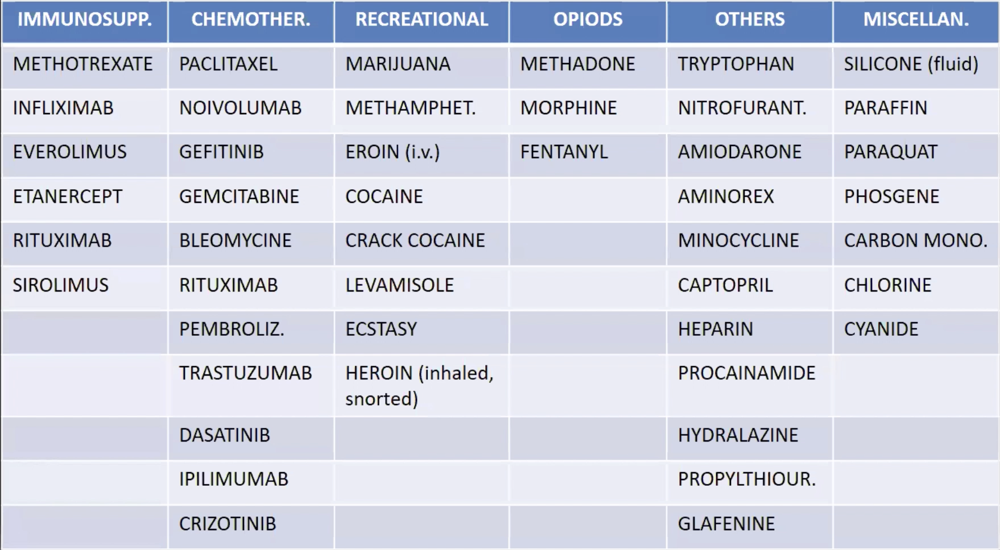 IMMUNOSUPP. CHEMOTHER. RECREATIONAL OPIODS OTHERS MISCELLAN.
METHOTREXATE PACLITAXEL MARIJUANA METHADONE TRYPTOPHAN SILICONE (fluid)
INFLIXIMAB NOIVOLUMAB METHAMPHET. MORPHINE NITROFURANT. PARAFFIN
EVEROLIMUS GEFITINIB EROIN (i.v.) FENTANYL AMIODARONE PARAQUAT
ETANERCEPT GEMCITABINE COCAINE AMINOREX PHOSGENE
RITUXIMAB BLEOMYCINE CRACK COCAINE MINOCYCLINE CARBON MONO.
SIROLIMUS RITUXIMAB LEVAMISOLE CAPTOPRIL CHLORINE
PEMBROLIZ. ECSTASY HEPARIN CYANIDE
TRASTUZUMAB HEROIN (inhaled, PROCAINAMIDE
snorted)
DASATINIB HYDRALAZINE
IPILIMUMAB PROPYLTHIOUR.
CRIZOTINIB GLAFENINE